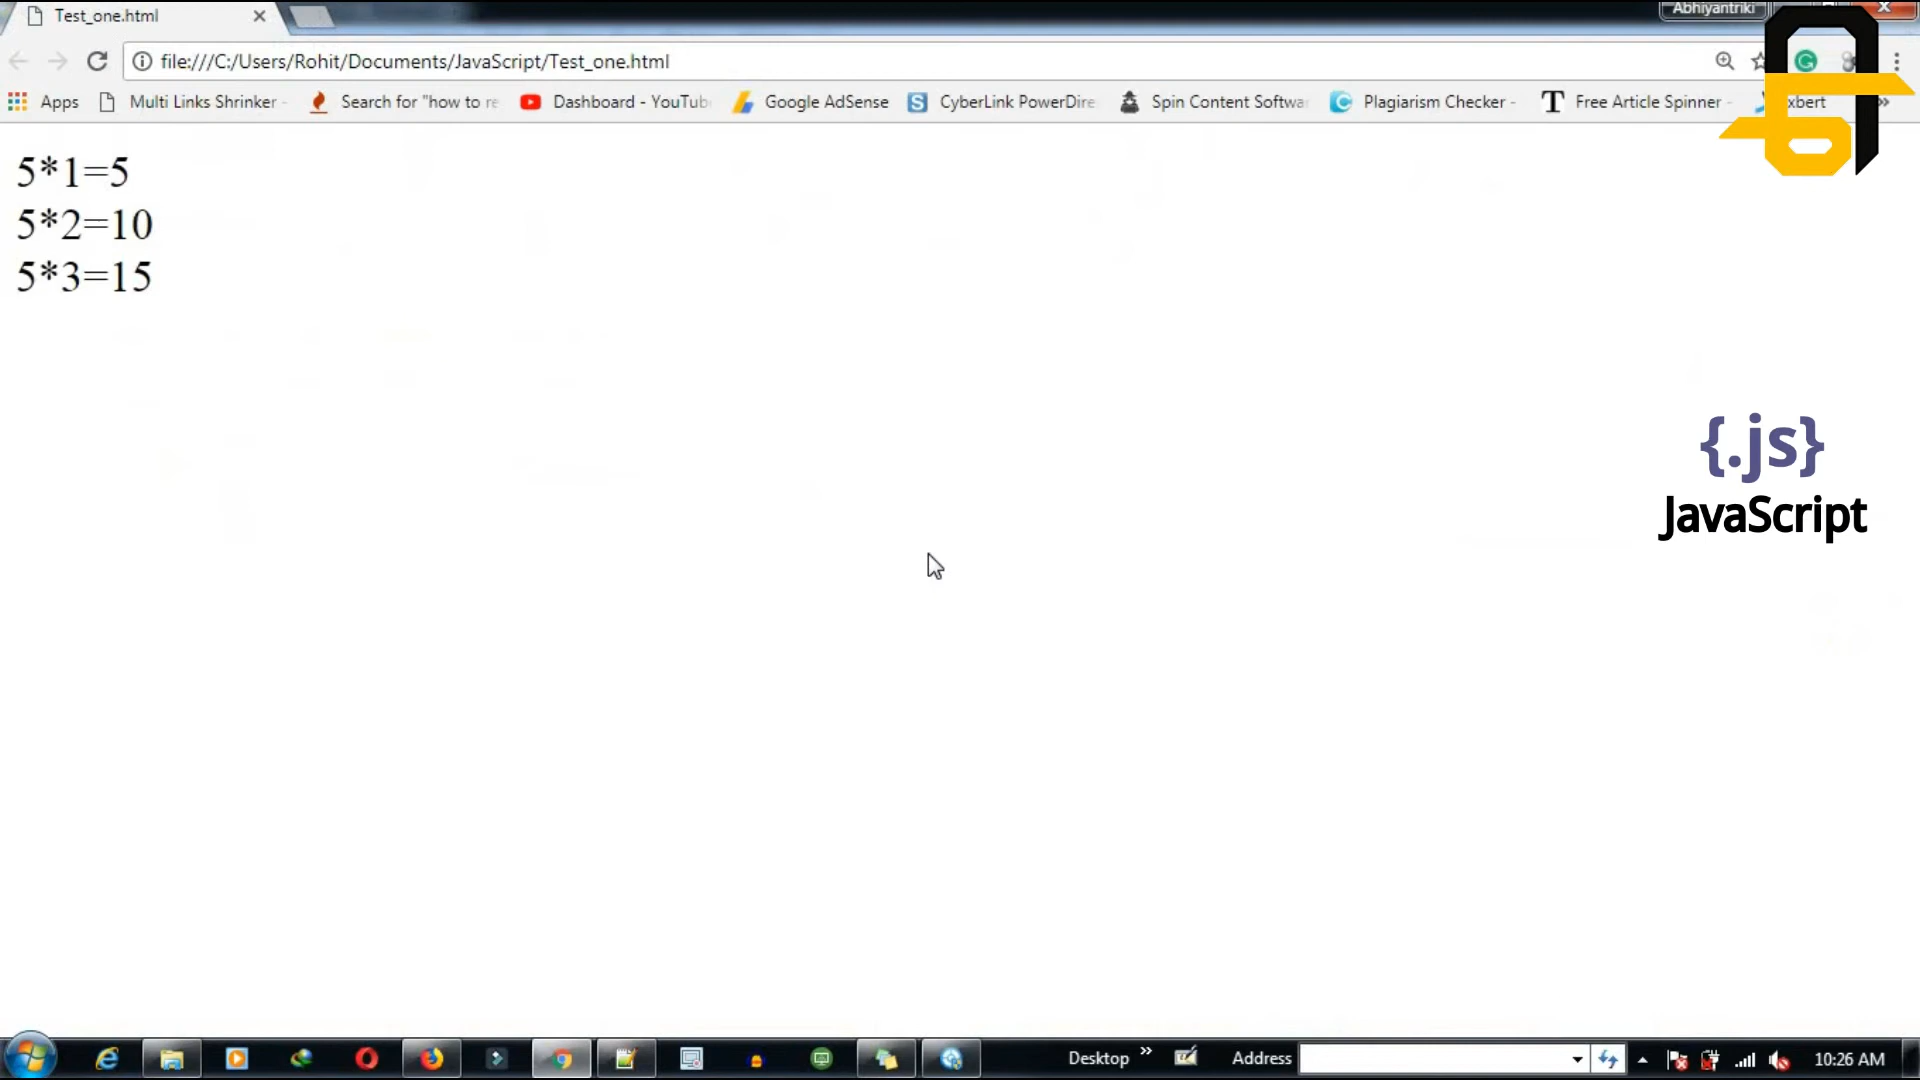 Test_one.html
Abhiyantriki
file:///C:/Users/Rohit/Documents/JavaScript/Test_one.html
Apps Multi Links Shrinker - Search for "how to re Dashboard - YouTub Google AdSense CyberLink PowerDire Spin Content Softwa Plagiarism Checker - Free Article Spinner - xbert »
5*1=5
5*2=10
5*3=15
{.js}
JavaScript
Desktop » Address 10:26 AM